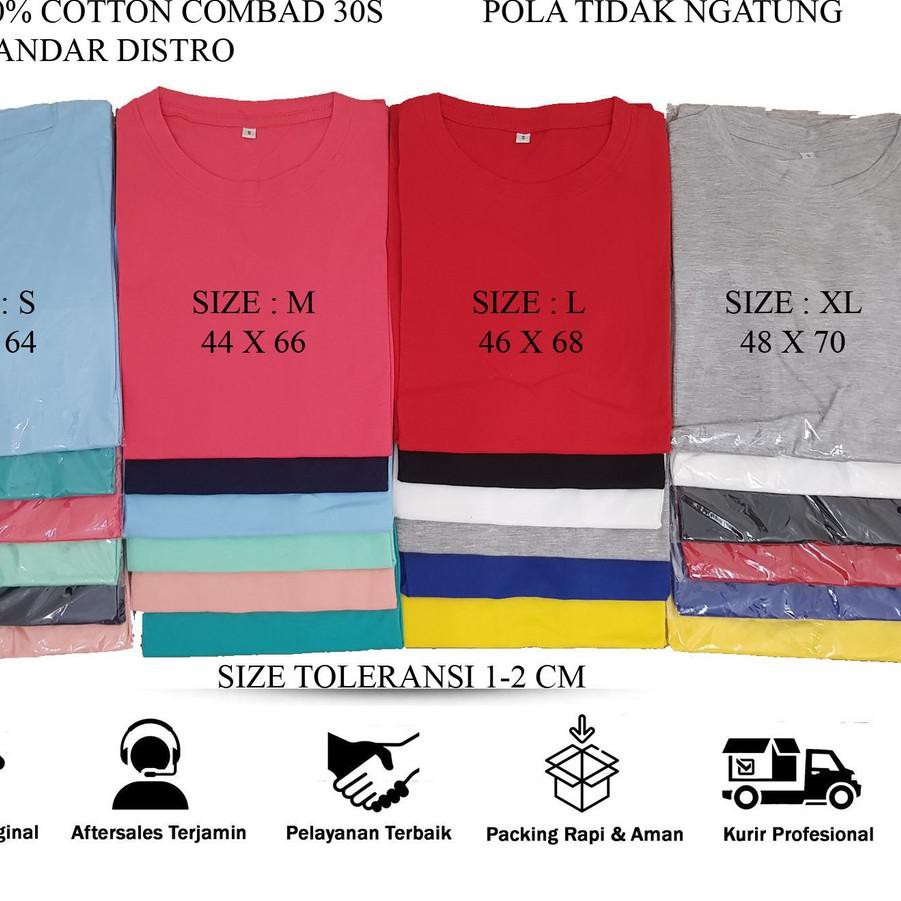 0% COTTON COMBAD 30S
POLA TIDAK NGATUNG
ANDAR DISTRO
: S
64
SIZE : M
44 X 66
SIZE : L
46 X 68
SIZE : XL
48 X 70
SIZE TOLERANSI 1-2 CM
ginal
Aftersales Terjamin
Pelayanan Terbaik
Packing Rapi & Aman
Kurir Profesional